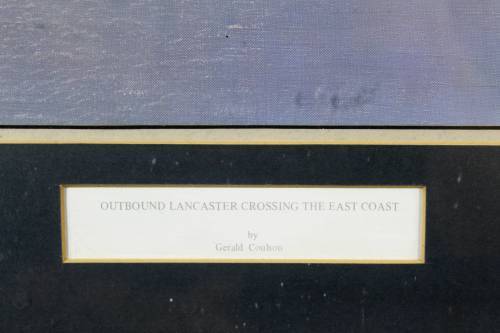 OUTBOUND LANCASTER CROSSING THE EAST COAST
by
Gerald Coulson